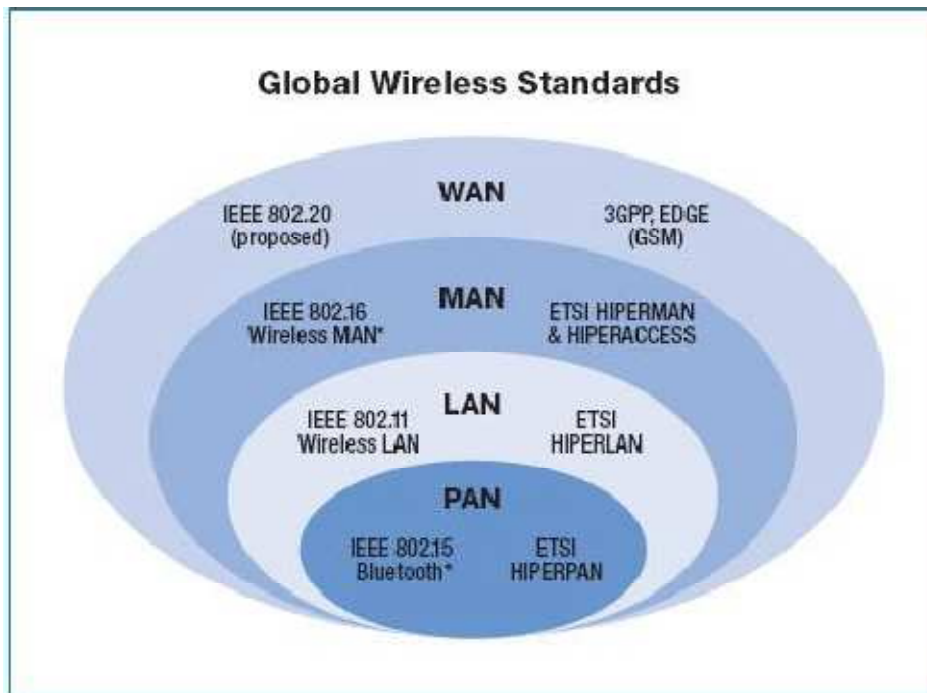 Global Wireless Standards
WAN
IEEE 802.20
(proposed)
3GPP, EDGE
(GSM)
MAN
IEEE 802.16
Wireless MAN*
ETSI HIPERMAN
& HIPERACCESS
LAN
IEEE 802.11
Wireless LAN
ETSI
HIPERLAN
PAN
IEEE 802.15
Bluetooth*
ETSI
HIPERPAN